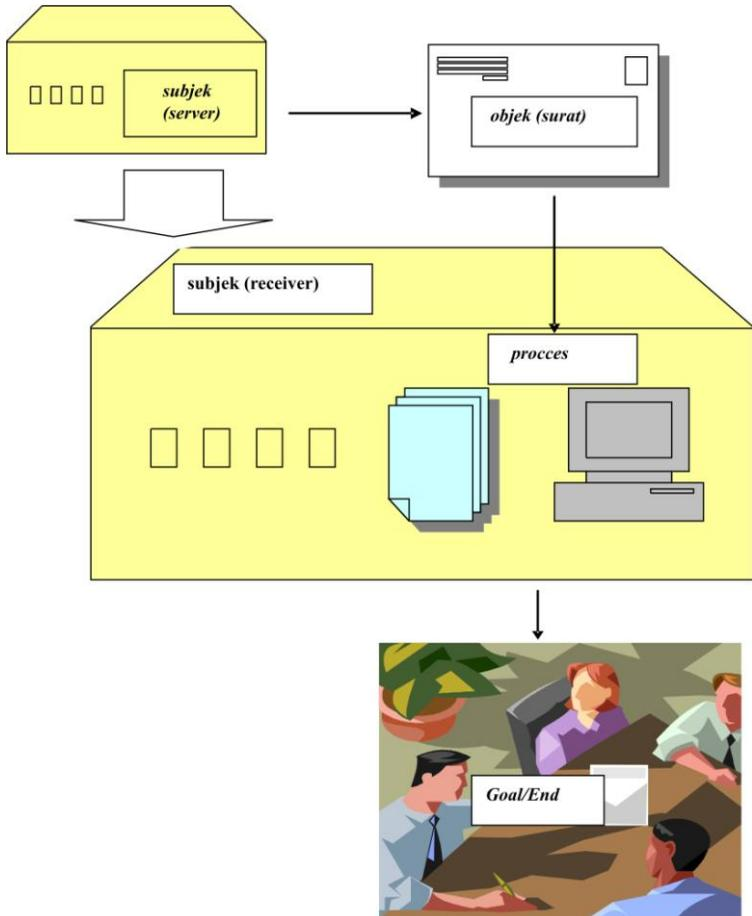 subjek
(server)
objek (surat)
subjek (receiver)
procces
Goal/End